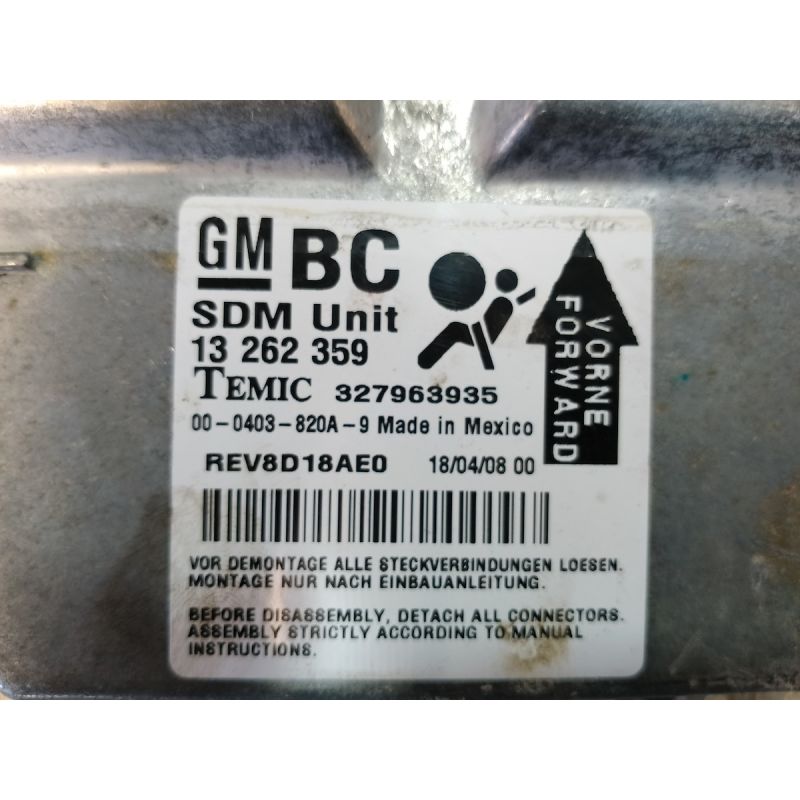 GM BC
SDM Unit
13 262 359
TEMIC 327963935
00-0403-820A-9 Made in Mexico
REV8D18AE0 18/04/08 00
VORNE
FORWARD
VOR DEMONTAGE ALLE STECKVERBINDUNGEN LOESEN.
MONTAGE NUR NACH EINBAUANLEITUNG.
BEFORE DISASSEMBLY, DETACH ALL CONNECTORS.
ASSEMBLY STRICTLY ACCORDING TO MANUAL
INSTRUCTIONS.